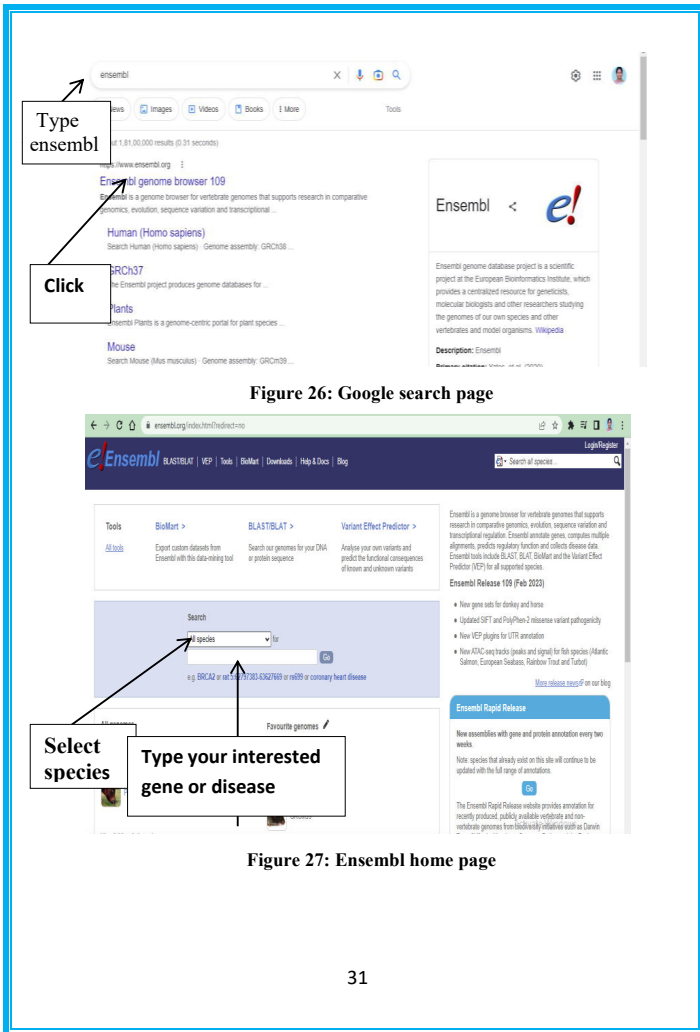 ensembl
Images Videos Books More Tools
1,81,00,000 results (0.31 seconds)
https://www.ensembl.org
Ensembl genome browser 109
Ensembl is a genome browser for vertebrate genomes that supports research in comparative
genomics, evolution, sequence variation and transcriptional ...
Human (Homo sapiens)
Search Human (Homo sapiens) · Genome assembly: GRCh38 ...
GRCh37
The Ensembl project produces genome databases for ...
Plants
Ensembl Plants is a genome-centric portal for plant species ...
Mouse
Search Mouse (Mus musculus) · Genome assembly: GRCm39 ...
Type
ensembl
Click
Ensembl
e!
Ensembl genome database project is a scientific
project at the European Bioinformatics Institute, which
provides a centralized resource for geneticists,
molecular biologists and other researchers studying
the genomes of our own species and other
vertebrates and model organisms. Wikipedia
Description: Ensembl
Figure 26: Google search page
ensembl.org/index.html?redirect=no
Login/Register
e!Ensembl BLAST/BLAT | VEP | Tools | BioMart | Downloads | Help & Docs | Blog
Search all species...
Tools
All tools
BioMart >
Export custom datasets from
Ensembl with this data-mining tool
BLAST/BLAT >
Search our genomes for your DNA
or protein sequence
Variant Effect Predictor >
Analyse your own variants and
predict the functional consequences
of known and unknown variants
Search
All species for
Go
e.g. BRCA2 or rat 5:62797383-63627669 or rs699 or coronary heart disease
All genomes
Favourite genomes
Select
species
Type your interested
gene or disease
Ensembl is a genome browser for vertebrate genomes that supports
research in comparative genomics, evolution, sequence variation and
transcriptional regulation. Ensembl annotate genes, computes multiple
alignments, predicts regulatory function and collects disease data.
Ensembl tools include BLAST, BLAT, BioMart and the Variant Effect
Predictor (VEP) for all supported species.
Ensembl Release 109 (Feb 2023)
New gene sets for donkey and horse
Updated SIFT and PolyPhen-2 missense variant pathogenicity
New VEP plugins for UTR annotation
New ATAC-seq tracks (peaks and signal) for fish species (Atlantic
Salmon, European Seabass, Rainbow Trout and Turbot)
More release news on our blog
Ensembl Rapid Release
New assemblies with gene and protein annotation every two
weeks.
Note: species that already exist on this site will continue to be
updated with the full range of annotations.
Go
The Ensembl Rapid Release website provides annotation for
recently produced, publicly available vertebrate and non-
vertebrate genomes from biodiversity initiatives such as Darwin
Figure 27: Ensembl home page
31